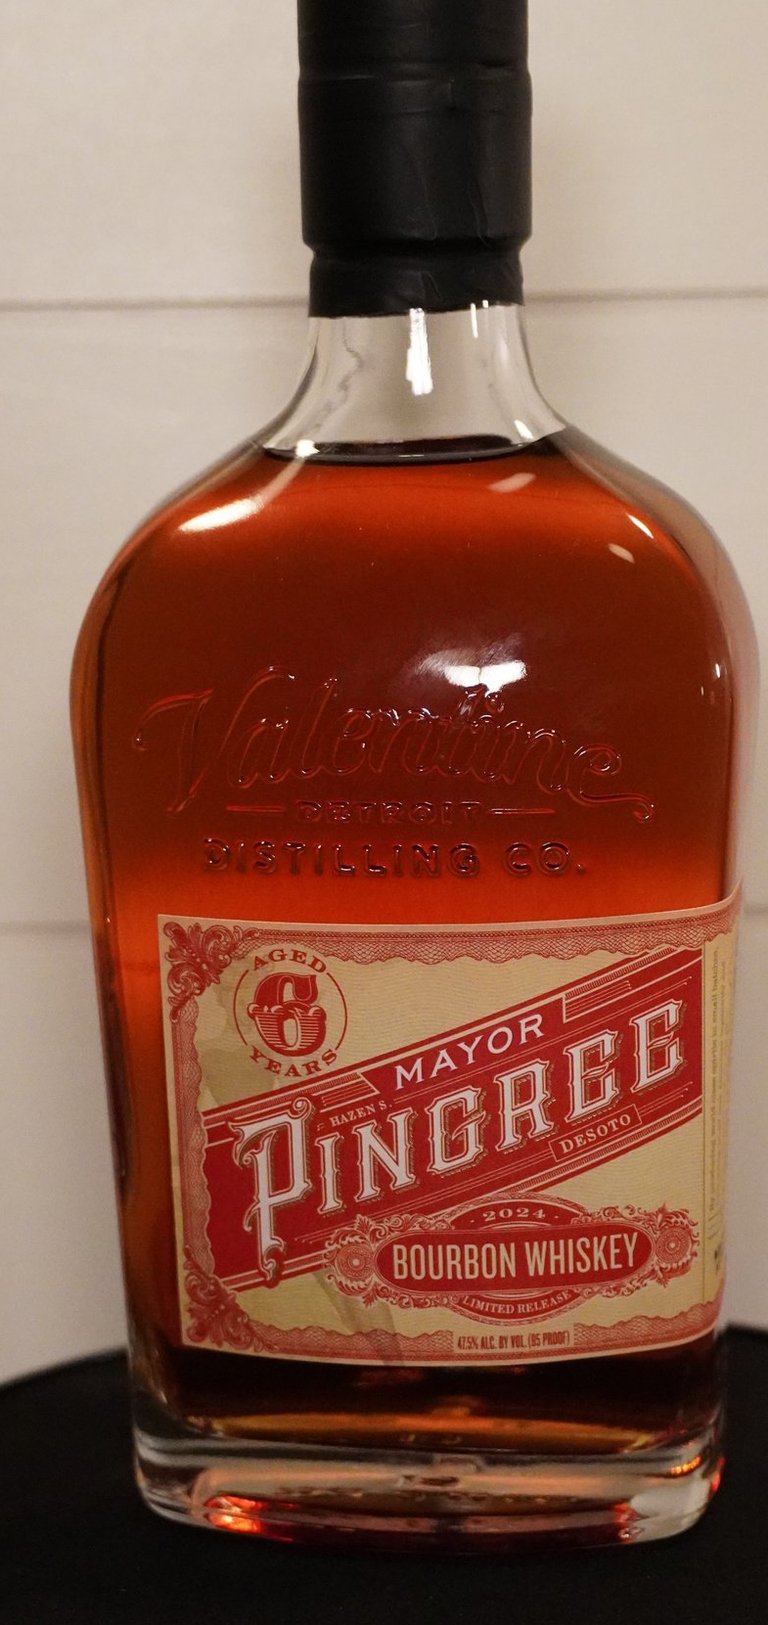 Valentine
DETROIT
DISTILLING CO.
AGED
6
YEARS
MAYOR
HAZEN S.
PINGREE
DESOTO
· 2024 ·
BOURBON WHISKEY
LIMITED RELEASE
47.5% ALC. BY VOL. (95 PROOF)